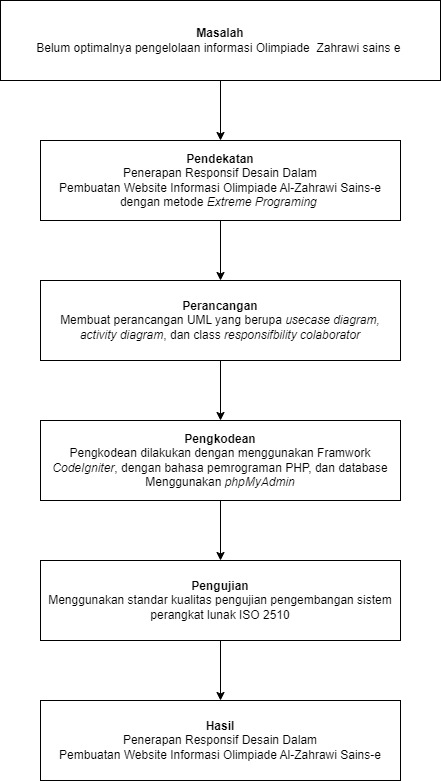 Masalah
Belum optimalnya pengelolaan informasi Olimpiade Zahrawi sains e
Pendekatan
Penerapan Responsif Desain Dalam
Pembuatan Website Informasi Olimpiade Al-Zahrawi Sains-e
dengan metode Extreme Programing
Perancangan
Membuat perancangan UML yang berupa usecase diagram,
activity diagram, dan class responsifbility colaborator
Pengkodean
Pengkodean dilakukan dengan menggunakan Framwork
CodeIgniter, dengan bahasa pemrograman PHP, dan database
Menggunakan phpMyAdmin
Pengujian
Menggunakan standar kualitas pengujian pengembangan sistem
perangkat lunak ISO 2510
Hasil
Penerapan Responsif Desain Dalam
Pembuatan Website Informasi Olimpiade Al-Zahrawi Sains-e